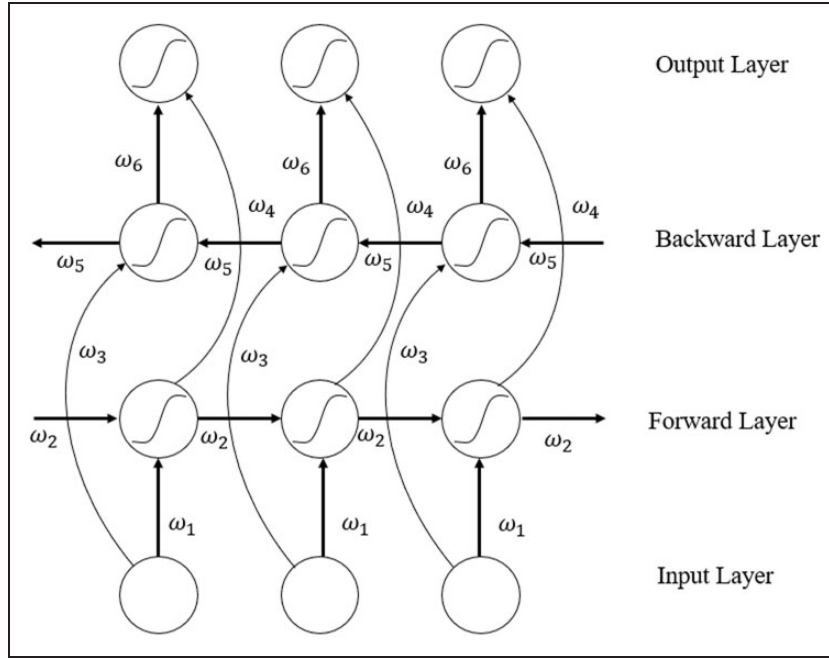 Output Layer
ω6 ω6 ω6
ω4 ω4 ω4
Backward Layer
ω5 ω5 ω5 ω5
ω3 ω3 ω3
Forward Layer
ω2 ω2 ω2 ω2
ω1 ω1 ω1
Input Layer